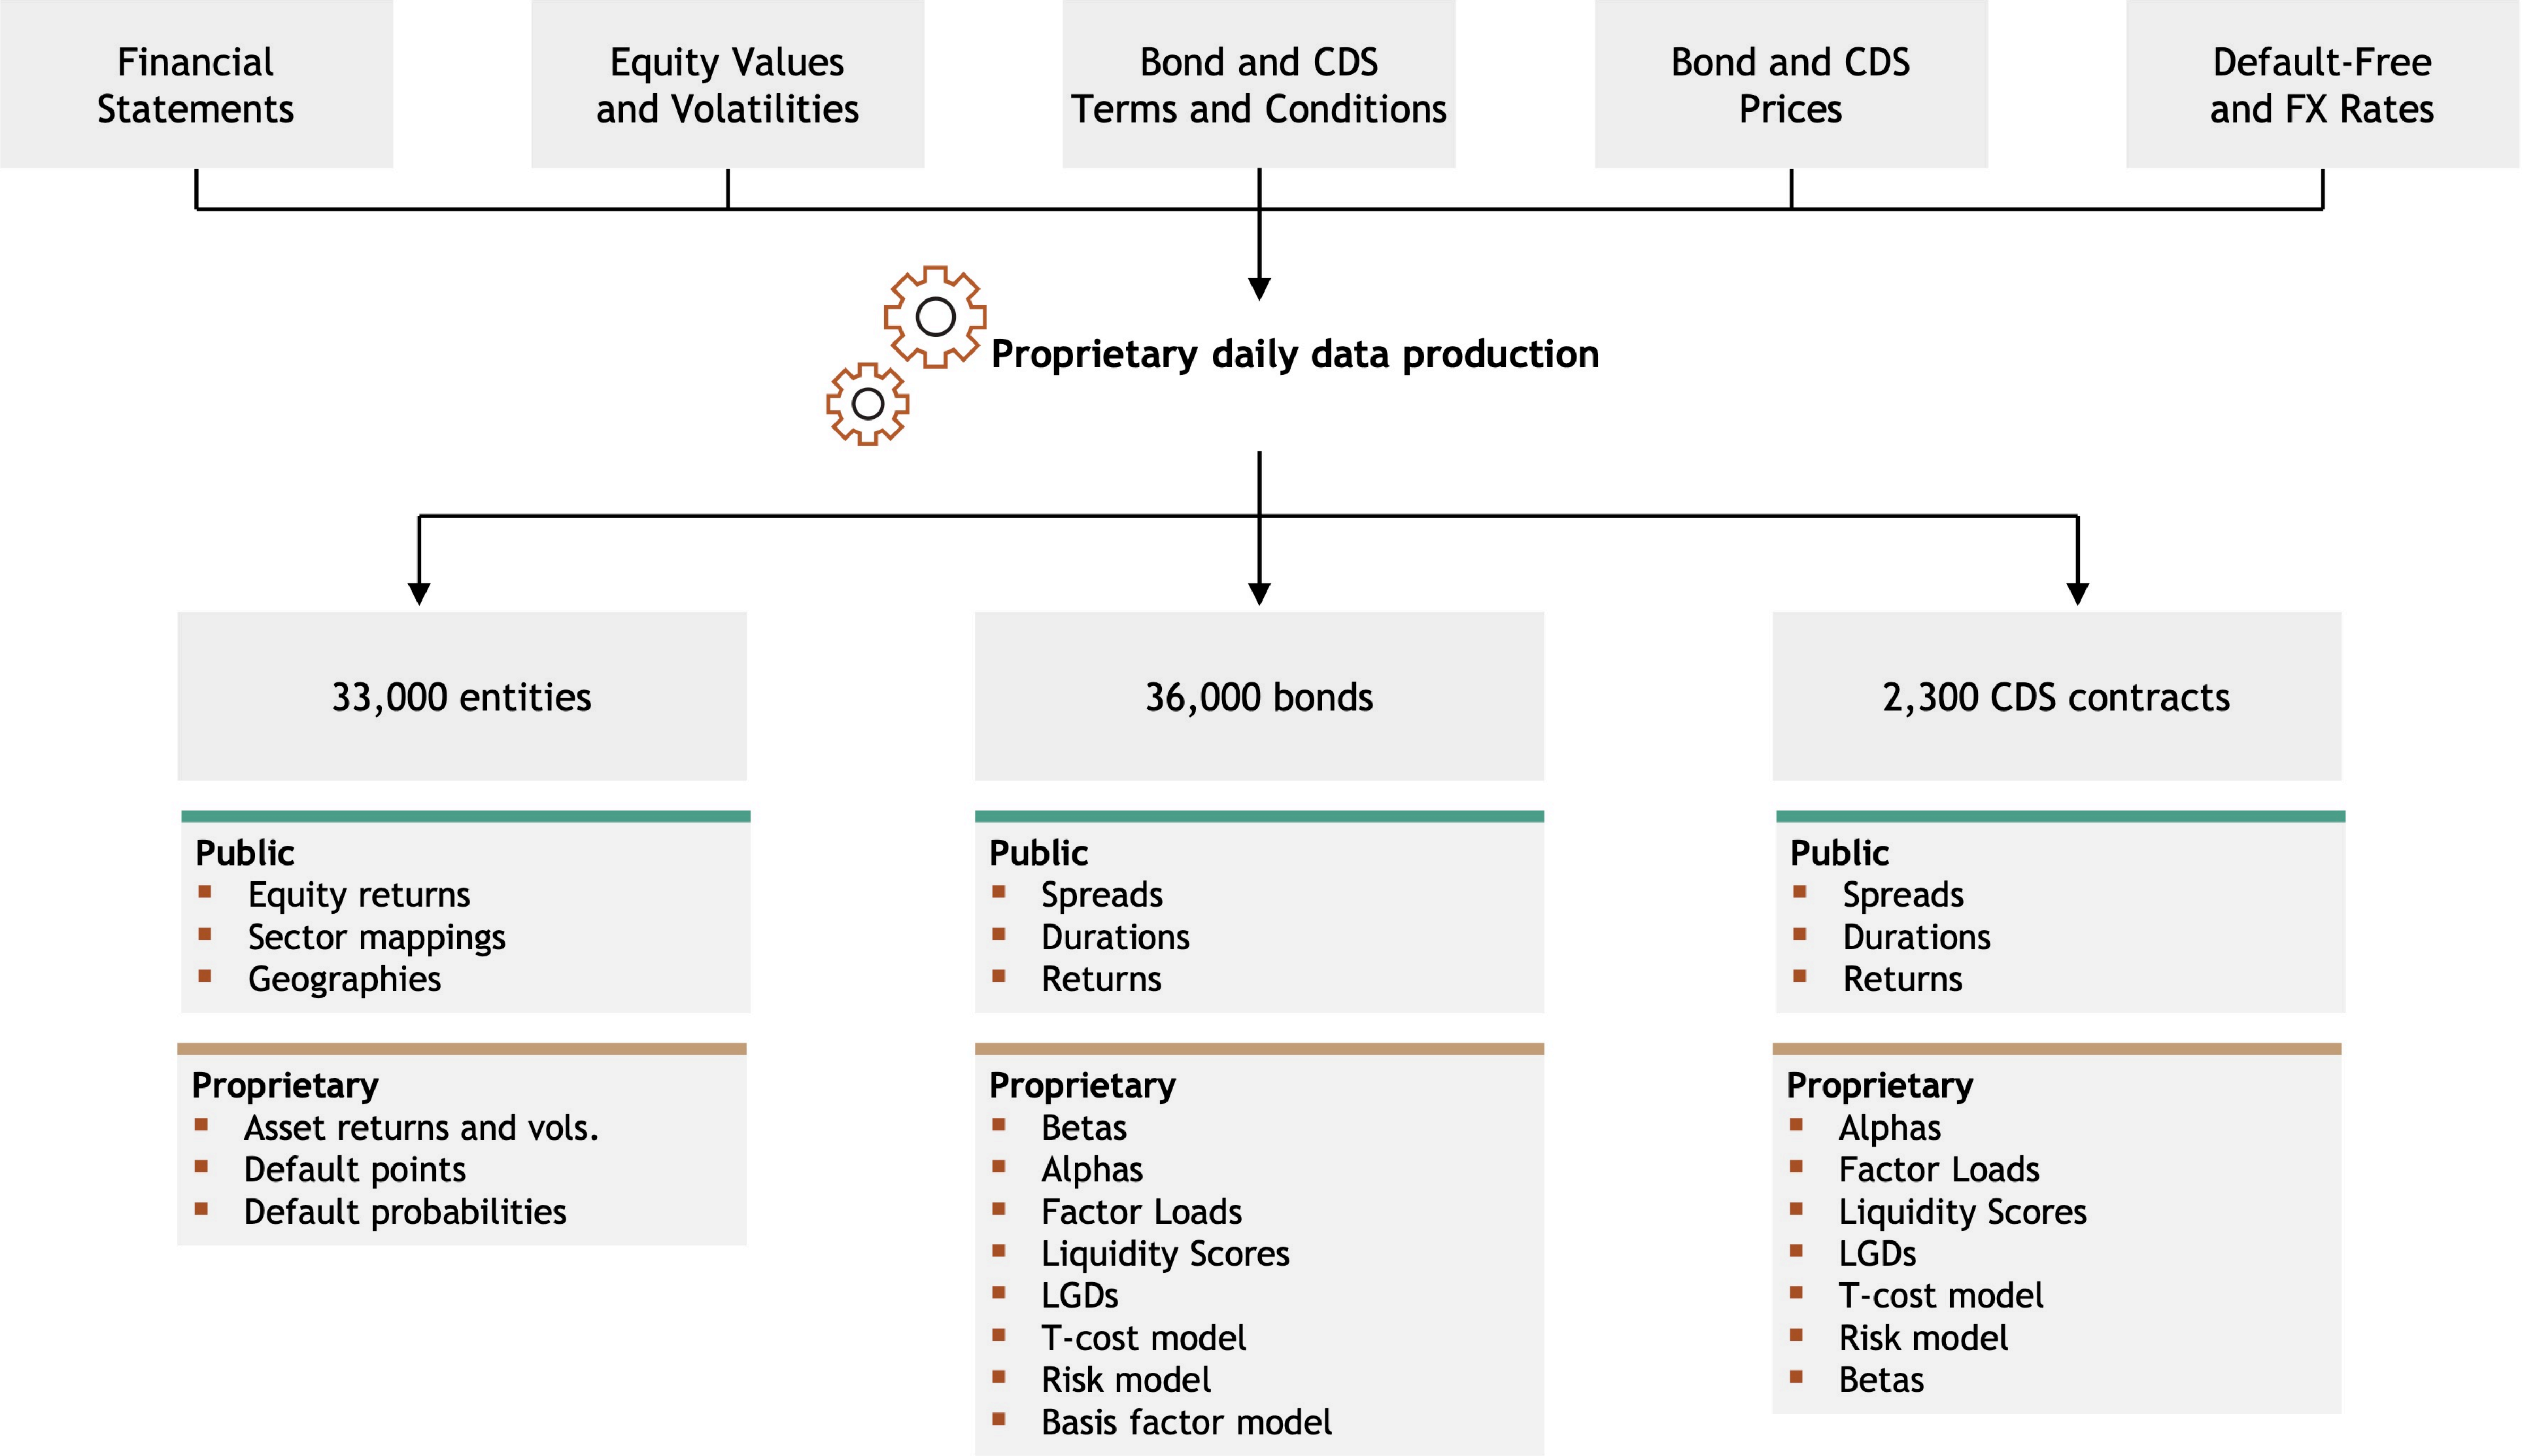 Financial
Statements
Equity Values
and Volatilities
Bond and CDS
Terms and Conditions
Bond and CDS
Prices
Default-Free
and FX Rates
Proprietary daily data production
33,000 entities
36,000 bonds
2,300 CDS contracts
Public
Equity returns
Sector mappings
Geographies
Public
Spreads
Durations
Returns
Public
Spreads
Durations
Returns
Proprietary
Asset returns and vols.
Default points
Default probabilities
Proprietary
Betas
Alphas
Factor Loads
Liquidity Scores
LGDs
T-cost model
Risk model
Basis factor model
Proprietary
Alphas
Factor Loads
Liquidity Scores
LGDs
T-cost model
Risk model
Betas